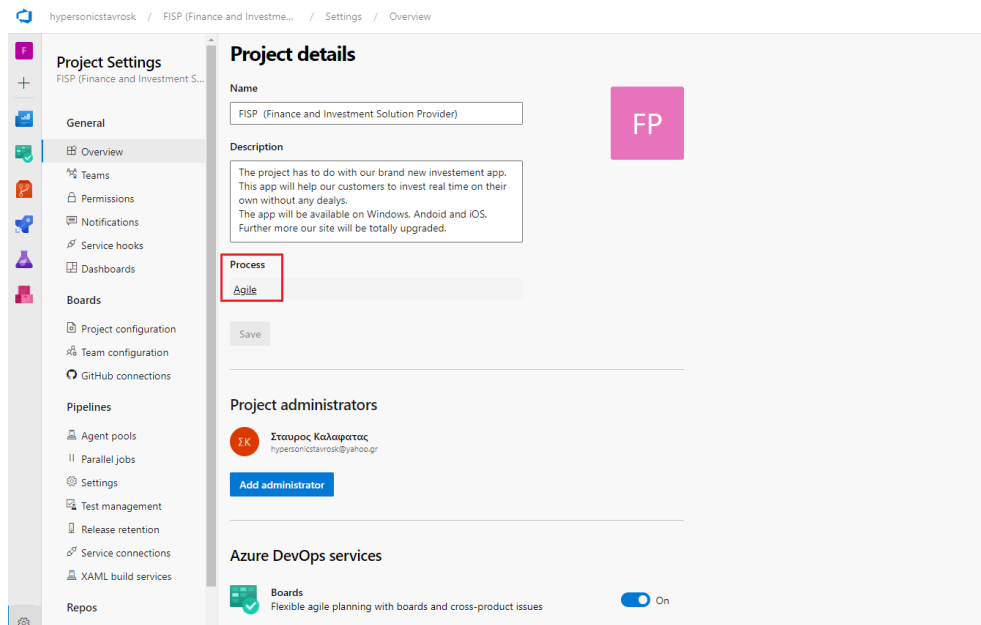 hypersonicstavrosk / FISP (Finance and Investme... / Settings / Overview
F
Project Settings
FISP (Finance and Investment S...
General
Overview
Teams
Permissions
Notifications
Service hooks
Dashboards
Boards
Project configuration
Team configuration
GitHub connections
Pipelines
Agent pools
Parallel jobs
Settings
Test management
Release retention
Service connections
XAML build services
Repos
Project details
Name
FISP (Finance and Investment Solution Provider)
FP
Description
The project has to do with our brand new investement app.
This app will help our customers to invest real time on their
own without any dealys.
The app will be available on Windows, Andoid and iOS.
Further more our site will be totally upgraded.
Process
Agile
Save
Project administrators
ΣΚ
Σταυρος Καλαφατας
hypersonicstavrosk@yahoo.gr
Add administrator
Azure DevOps services
Boards
Flexible agile planning with boards and cross-product issues
On